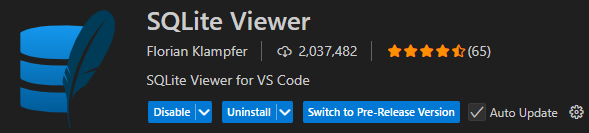 SQLite Viewer
Florian Klampfer 2,037,482 (65)
SQLite Viewer for VS Code
Disable Uninstall Switch to Pre-Release Version Auto Update